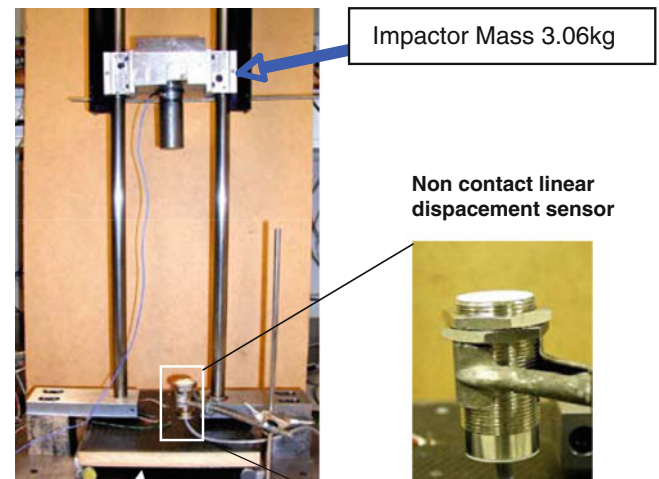 Impactor Mass 3.06kg
Non contact linear
dispacement sensor